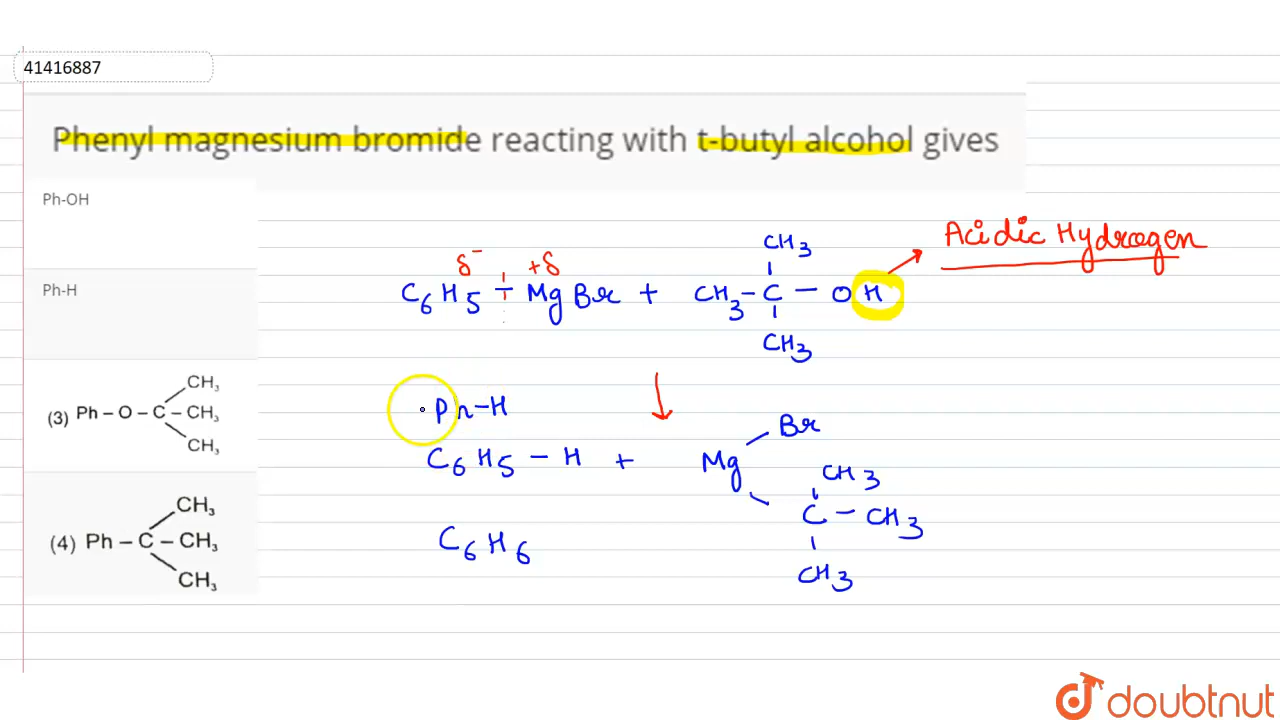 41416887
Phenyl magnesium bromide reacting with t-butyl alcohol gives
Ph-OH
Ph-H
(3) Ph – O – C – CH3
CH3
CH3
(4) Ph – C – CH3
CH3
CH3
δ- +δ
C6H5 – MgBr + CH3 – C – OH
CH3
CH3
Acidic Hydrogen
Ph-H
C6H5 – H + Mg
Br
C – CH3
CH3
CH3
C6H6
doubtnut